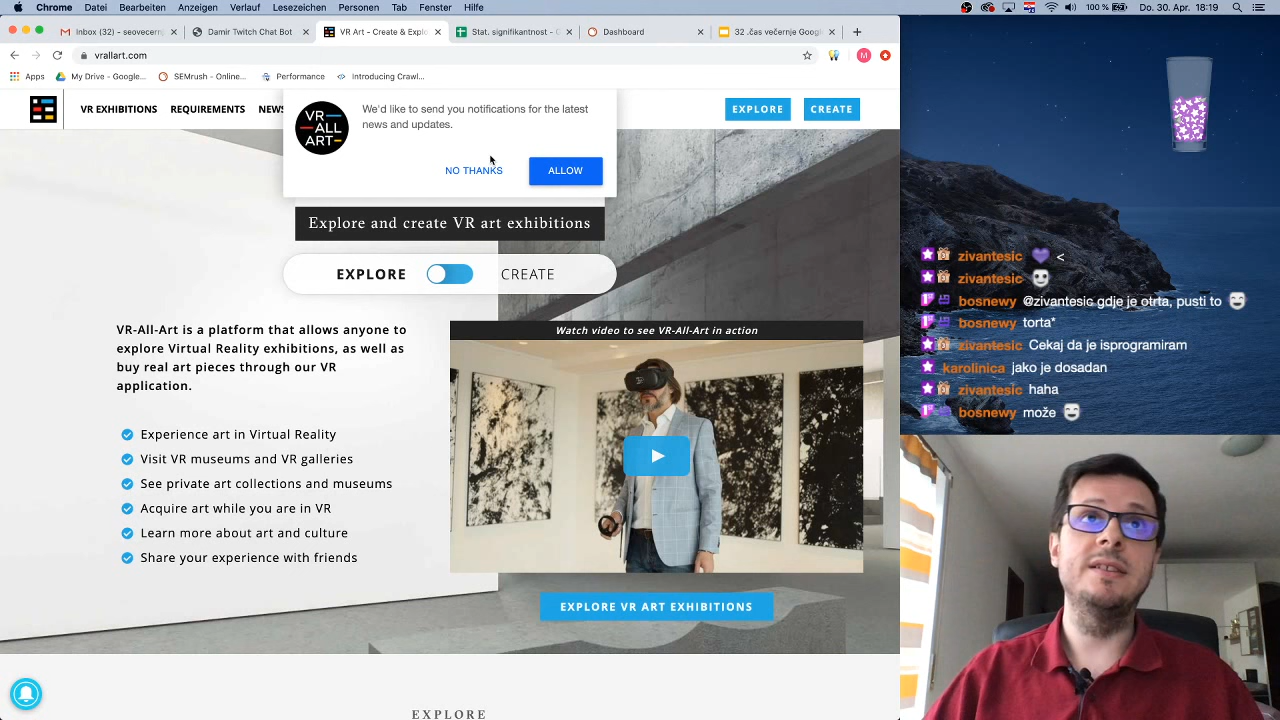 Chrome Datei Bearbeiten Anzeigen Verlauf Lesezeichen Personen Tab Fenster Hilfe
100 % Do. 30. Apr. 18:19
Inbox (12) - seovecernj
Damir Twitch Chat Bot
VR Art - Create & Explo
Stat. signifikantnost - G
Dashboard
32 .čas večernje Google
vrallart.com
M
Apps
My Drive - Google...
SEMrush - Online...
Performance
Introducing Crawl...
VR EXHIBITIONS
REQUIREMENTS
NEWS
EXPLORE
CREATE
VR
ALL
ART
We'd like to send you notifications for the latest
news and updates.
NO THANKS
ALLOW
Explore and create VR art exhibitions
EXPLORE
CREATE
VR-All-Art is a platform that allows anyone to
explore Virtual Reality exhibitions, as well as
buy real art pieces through our VR
application.
Experience art in Virtual Reality
Visit VR museums and VR galleries
See private art collections and museums
Acquire art while you are in VR
Learn more about art and culture
Share your experience with friends
Watch video to see VR-All-Art in action
EXPLORE VR ART EXHIBITIONS
EXPLORE
zivantesic <
zivantesic
bosnewy @zivantesic gdje je otrta, pusti to
bosnewy torta*
zivantesic Cekaj da je isprogramiram
karolinica jako je dosadan
zivantesic haha
bosnewy može